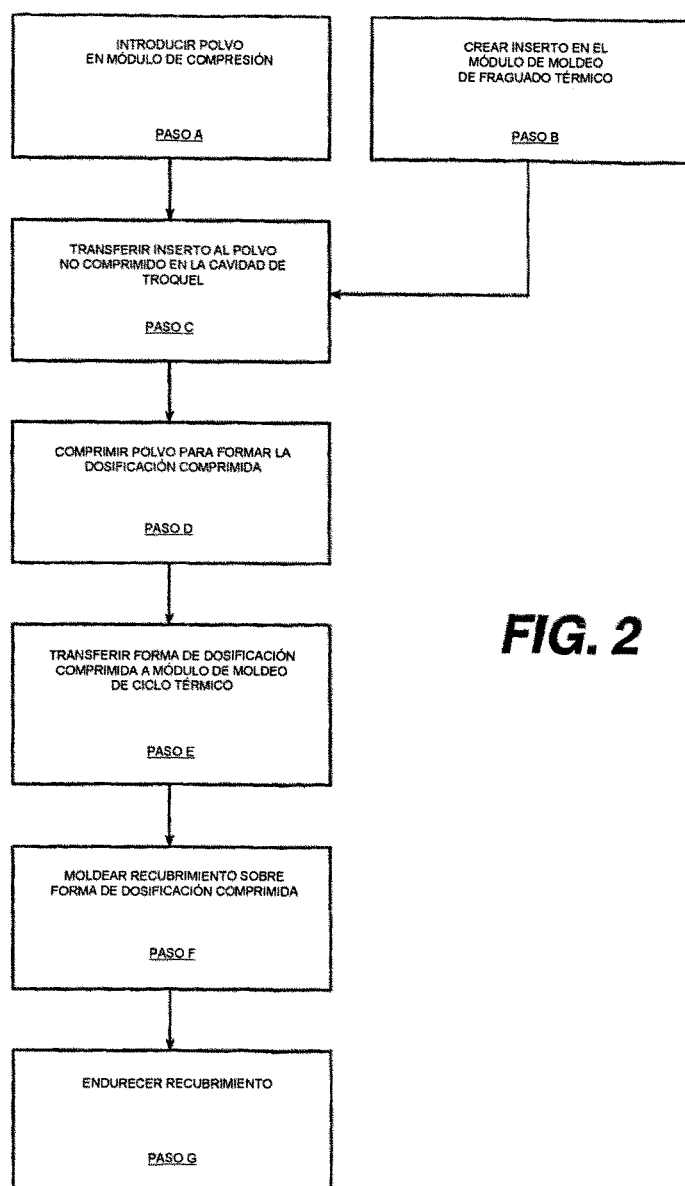 INTRODUCIR POLVO
EN MÓDULO DE COMPRESIÓN
PASO A
CREAR INSERTO EN EL
MÓDULO DE MOLDEO
DE FRAGUADO TÉRMICO
PASO B
TRANSFERIR INSERTO AL POLVO
NO COMPRIMIDO EN LA CAVIDAD DE
TROQUEL
PASO C
COMPRIMIR POLVO PARA FORMAR LA
DOSIFICACIÓN COMPRIMIDA
PASO D
TRANSFERIR FORMA DE DOSIFICACIÓN
COMPRIMIDA A MÓDULO DE MOLDEO
DE CICLO TÉRMICO
PASO E
MOLDEAR RECUBRIMIENTO SOBRE
FORMA DE DOSIFICACIÓN COMPRIMIDA
PASO F
ENDURECER RECUBRIMIENTO
PASO G
FIG. 2